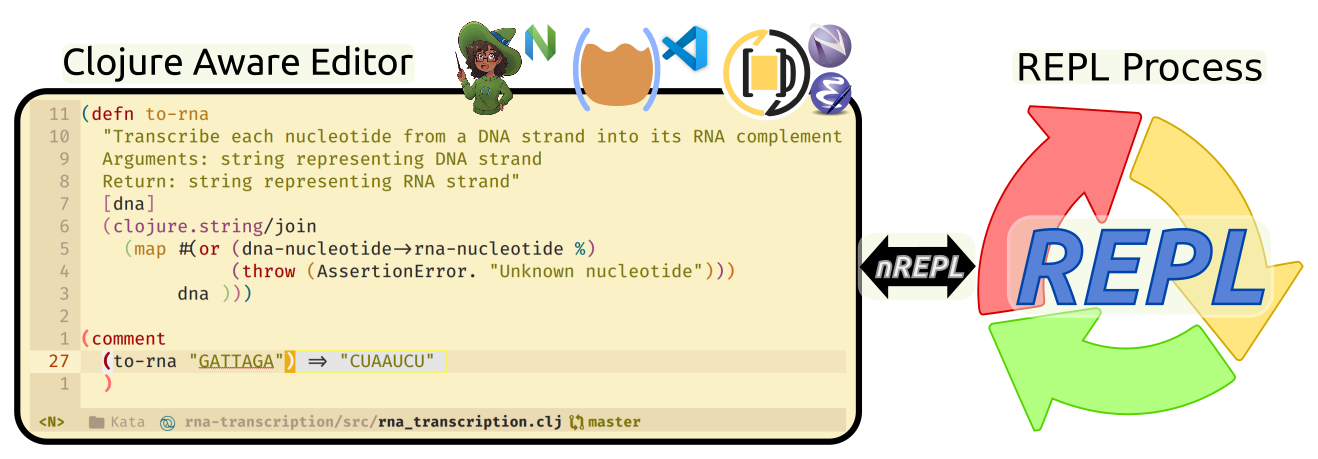 Clojure Aware Editor
11 (defn to-rna
10 "Transcribe each nucleotide from a DNA strand into its RNA complement
9 Arguments: string representing DNA strand
8 Return: string representing RNA strand"
7 [dna]
6 (clojure.string/join
5 (map #(or (dna-nucleotide->rna-nucleotide %)
4 (throw (AssertionError. "Unknown nucleotide")))
3 dna )))
2
1 (comment
27 (to-rna "GATTAGA") => "CUAAUCU"
1 )
<N> Kata rna-transcription/src/rna_transcription.clj master
nREPL
REPL Process
REPL